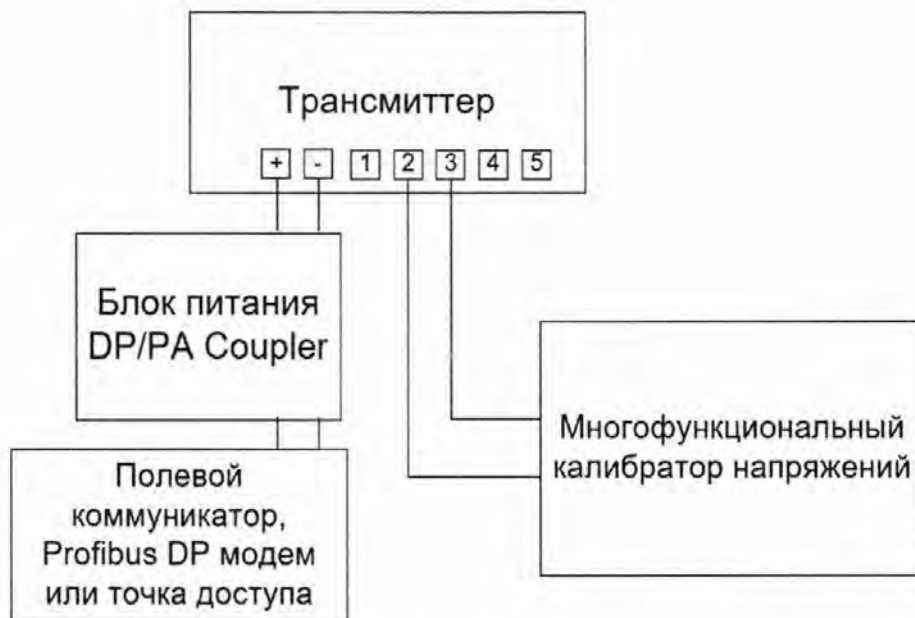 Трансмиттер
+ - 1 2 3 4 5
Блок питания
DP/PA Coupler
Многофункциональный
калибратор напряжений
Полевой
коммуникатор,
Profibus DP модем
или точка доступа